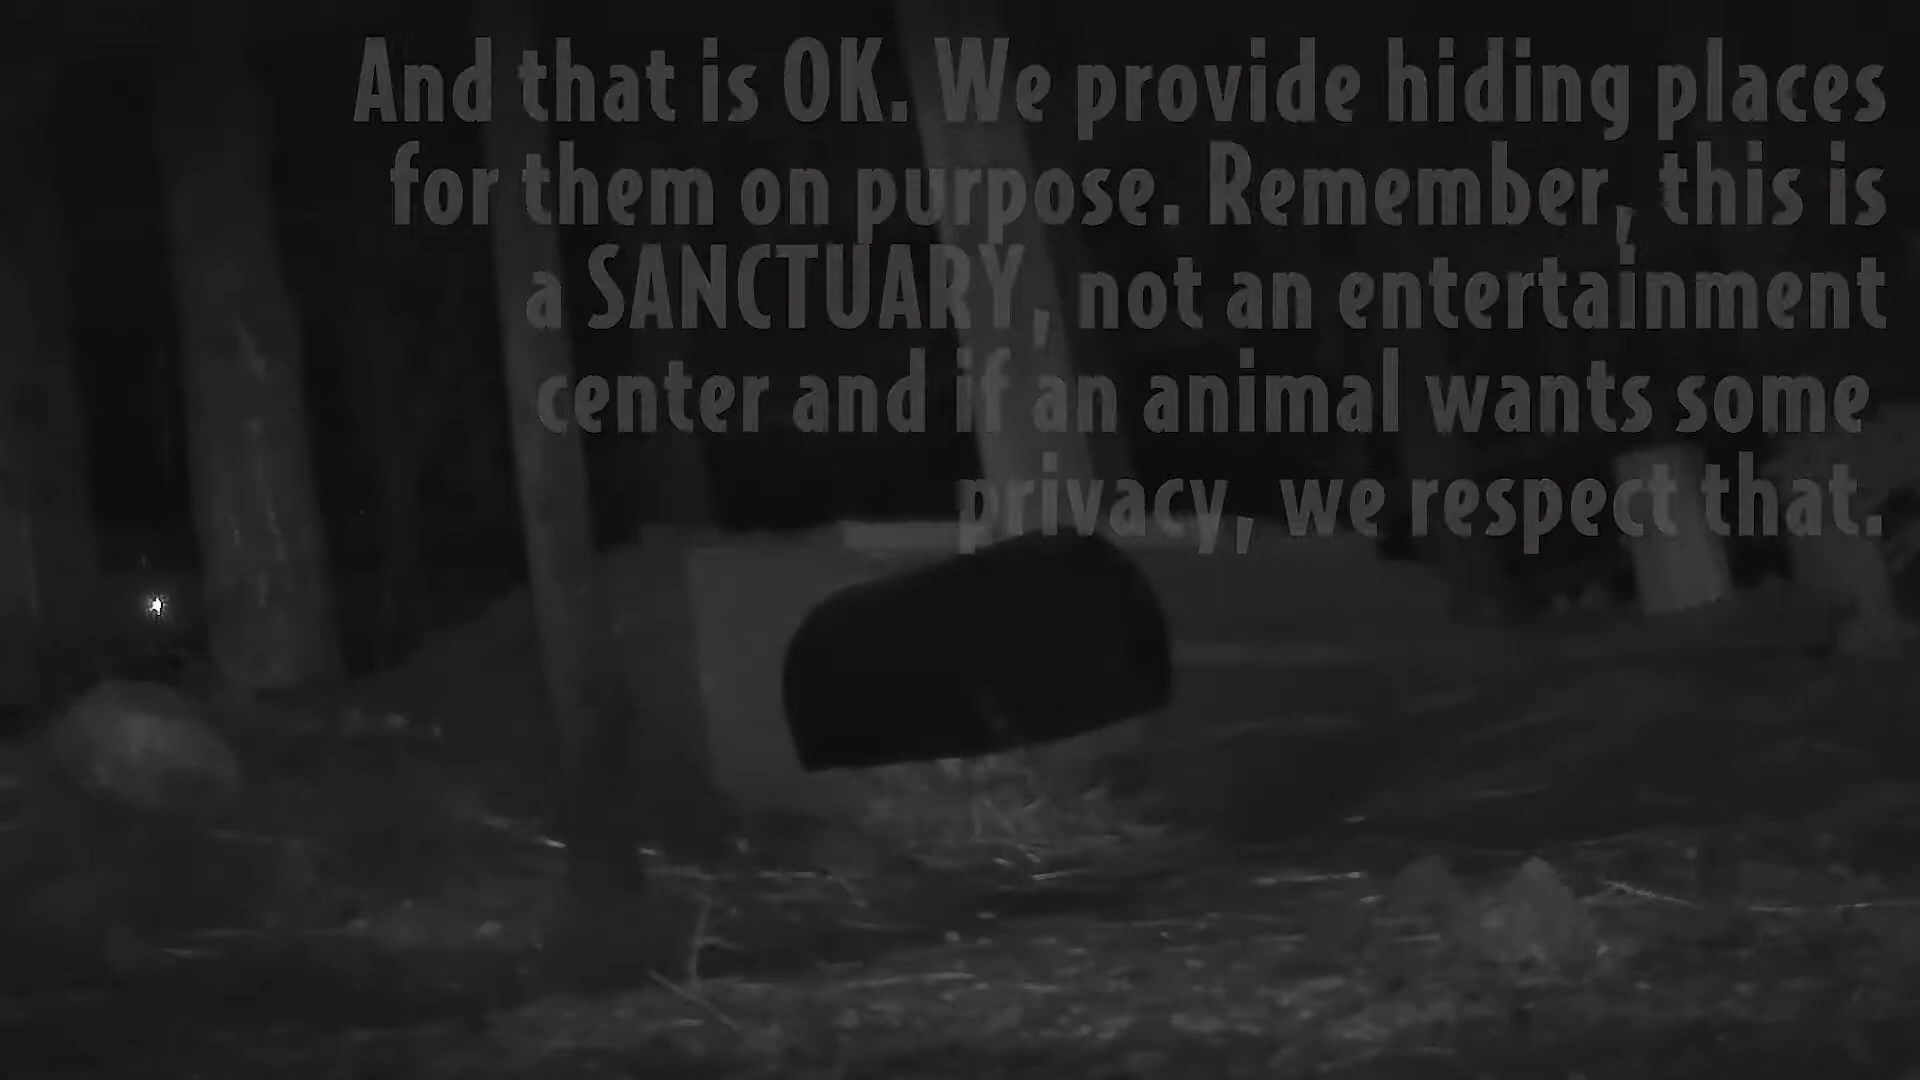 And that is OK. We provide hiding places
for them on purpose. Remember, this is
a SANCTUARY, not an entertainment
center and if an animal wants some
privacy, we respect that.